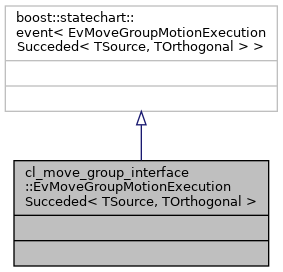 boost::statechart::
event< EvMoveGroupMotionExecution
Succeded< TSource, TOrthogonal > >
cl_move_group_interface
::EvMoveGroupMotionExecution
Succeded< TSource, TOrthogonal >